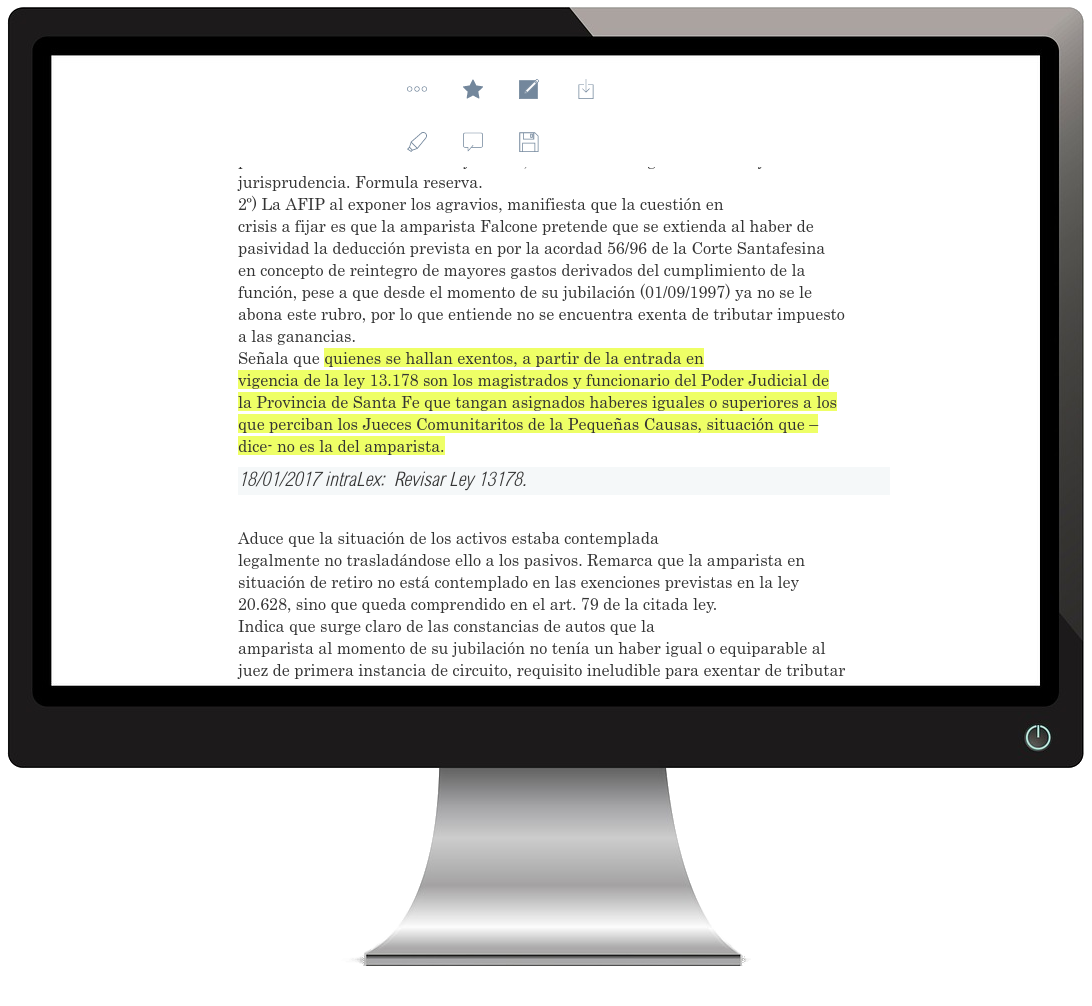 jurisprudencia. Formula reserva.
2º) La AFIP al exponer los agravios, manifiesta que la cuestión en
crisis a fijar es que la amparista Falcone pretende que se extienda al haber de
pasividad la deducción prevista en por la acordad 56/96 de la Corte Santafesina
en concepto de reintegro de mayores gastos derivados del cumplimiento de la
función, pese a que desde el momento de su jubilación (01/09/1997) ya no se le
abona este rubro, por lo que entiende no se encuentra exenta de tributar impuesto
a las ganancias.
Señala que quienes se hallan exentos, a partir de la entrada en
vigencia de la ley 13.178 son los magistrados y funcionario del Poder Judicial de
la Provincia de Santa Fe que tangan asignados haberes iguales o superiores a los
que perciban los Jueces Comunitaritos de la Pequeñas Causas, situación que –
dice- no es la del amparista.
18/01/2017 intraLex: Revisar Ley 13178.
Aduce que la situación de los activos estaba contemplada
legalmente no trasladándose ello a los pasivos. Remarca que la amparista en
situación de retiro no está contemplado en las exenciones previstas en la ley
20.628, sino que queda comprendido en el art. 79 de la citada ley.
Indica que surge claro de las constancias de autos que la
amparista al momento de su jubilación no tenía un haber igual o equiparable al
juez de primera instancia de circuito, requisito ineludible para exentar de tributar